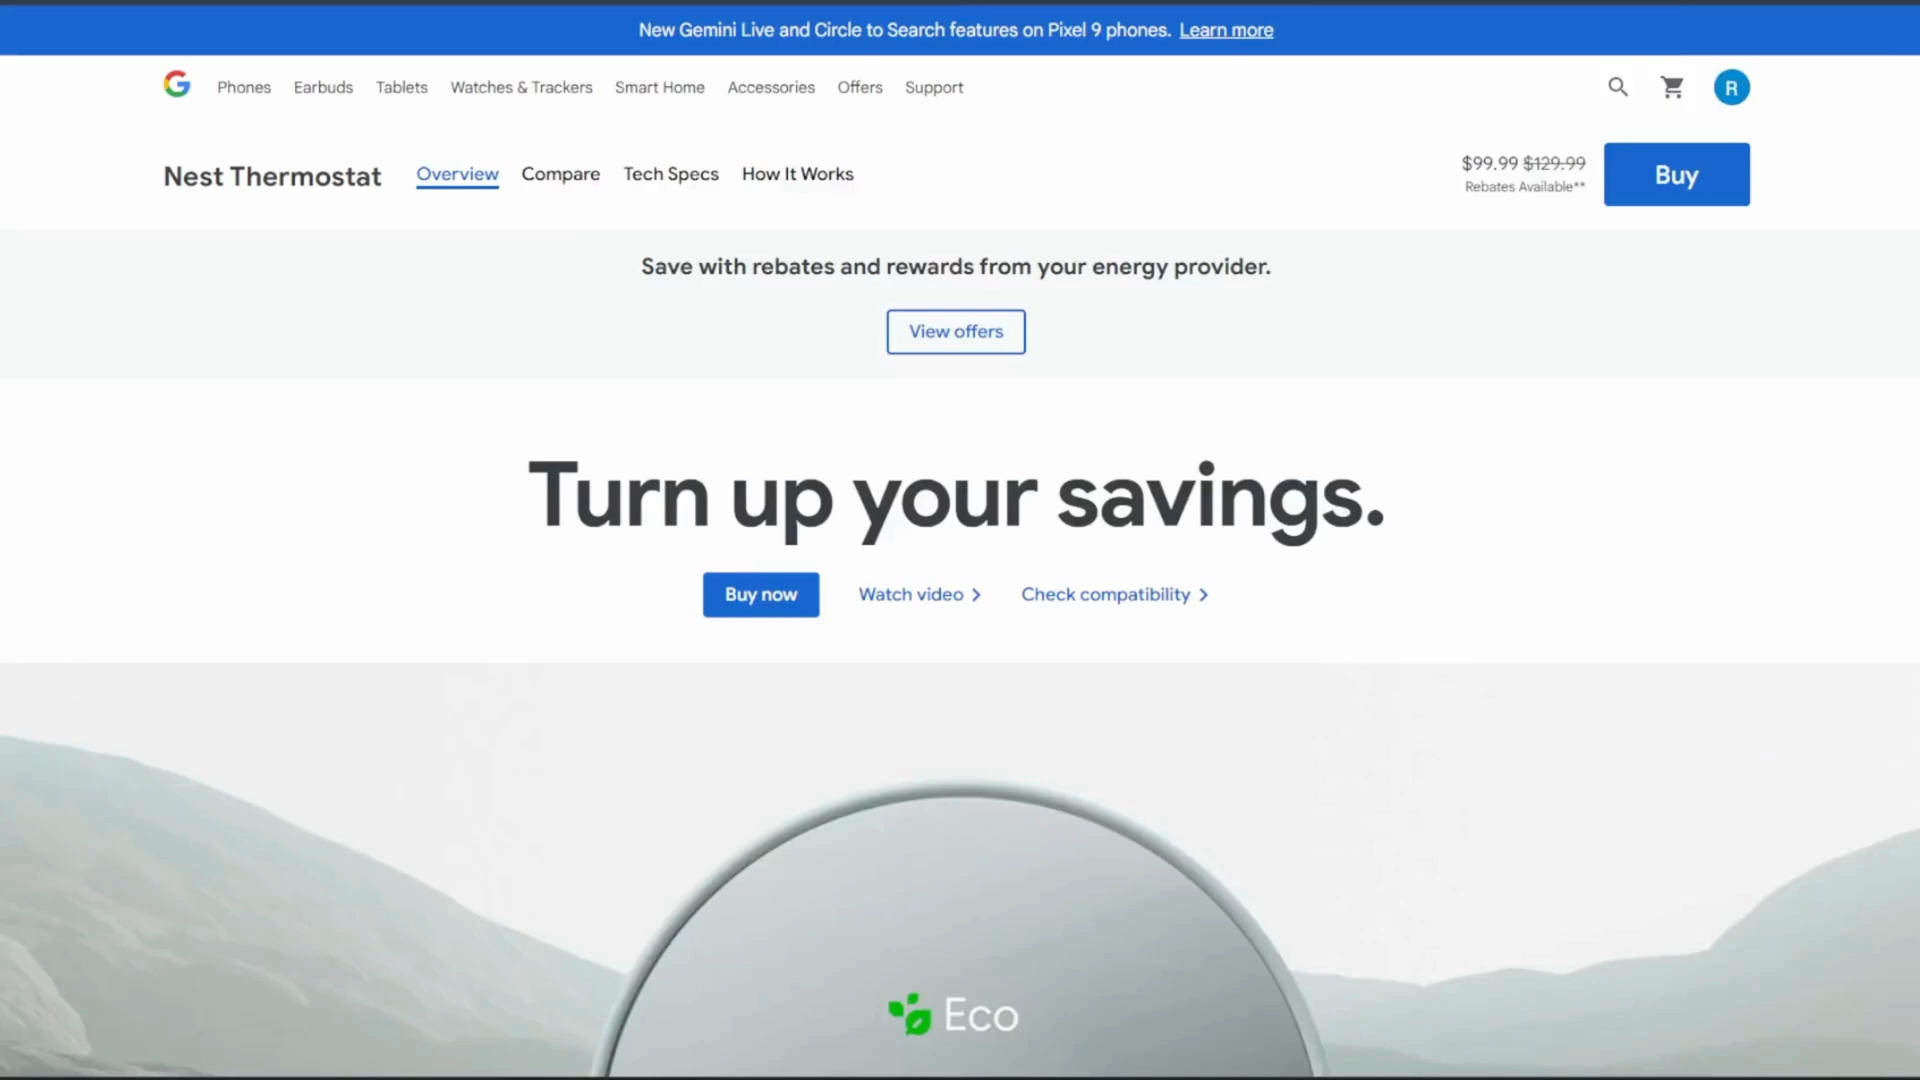 New Gemini Live and Circle to Search features on Pixel 9 phones. Learn more
Phones Earbuds Tablets Watches & Trackers Smart Home Accessories Offers Support
R
Nest Thermostat Overview Compare Tech Specs How It Works
$99.99 $129.99
Rebates Available**
Buy
Save with rebates and rewards from your energy provider.
View offers
Turn up your savings.
Buy now Watch video Check compatibility
Eco